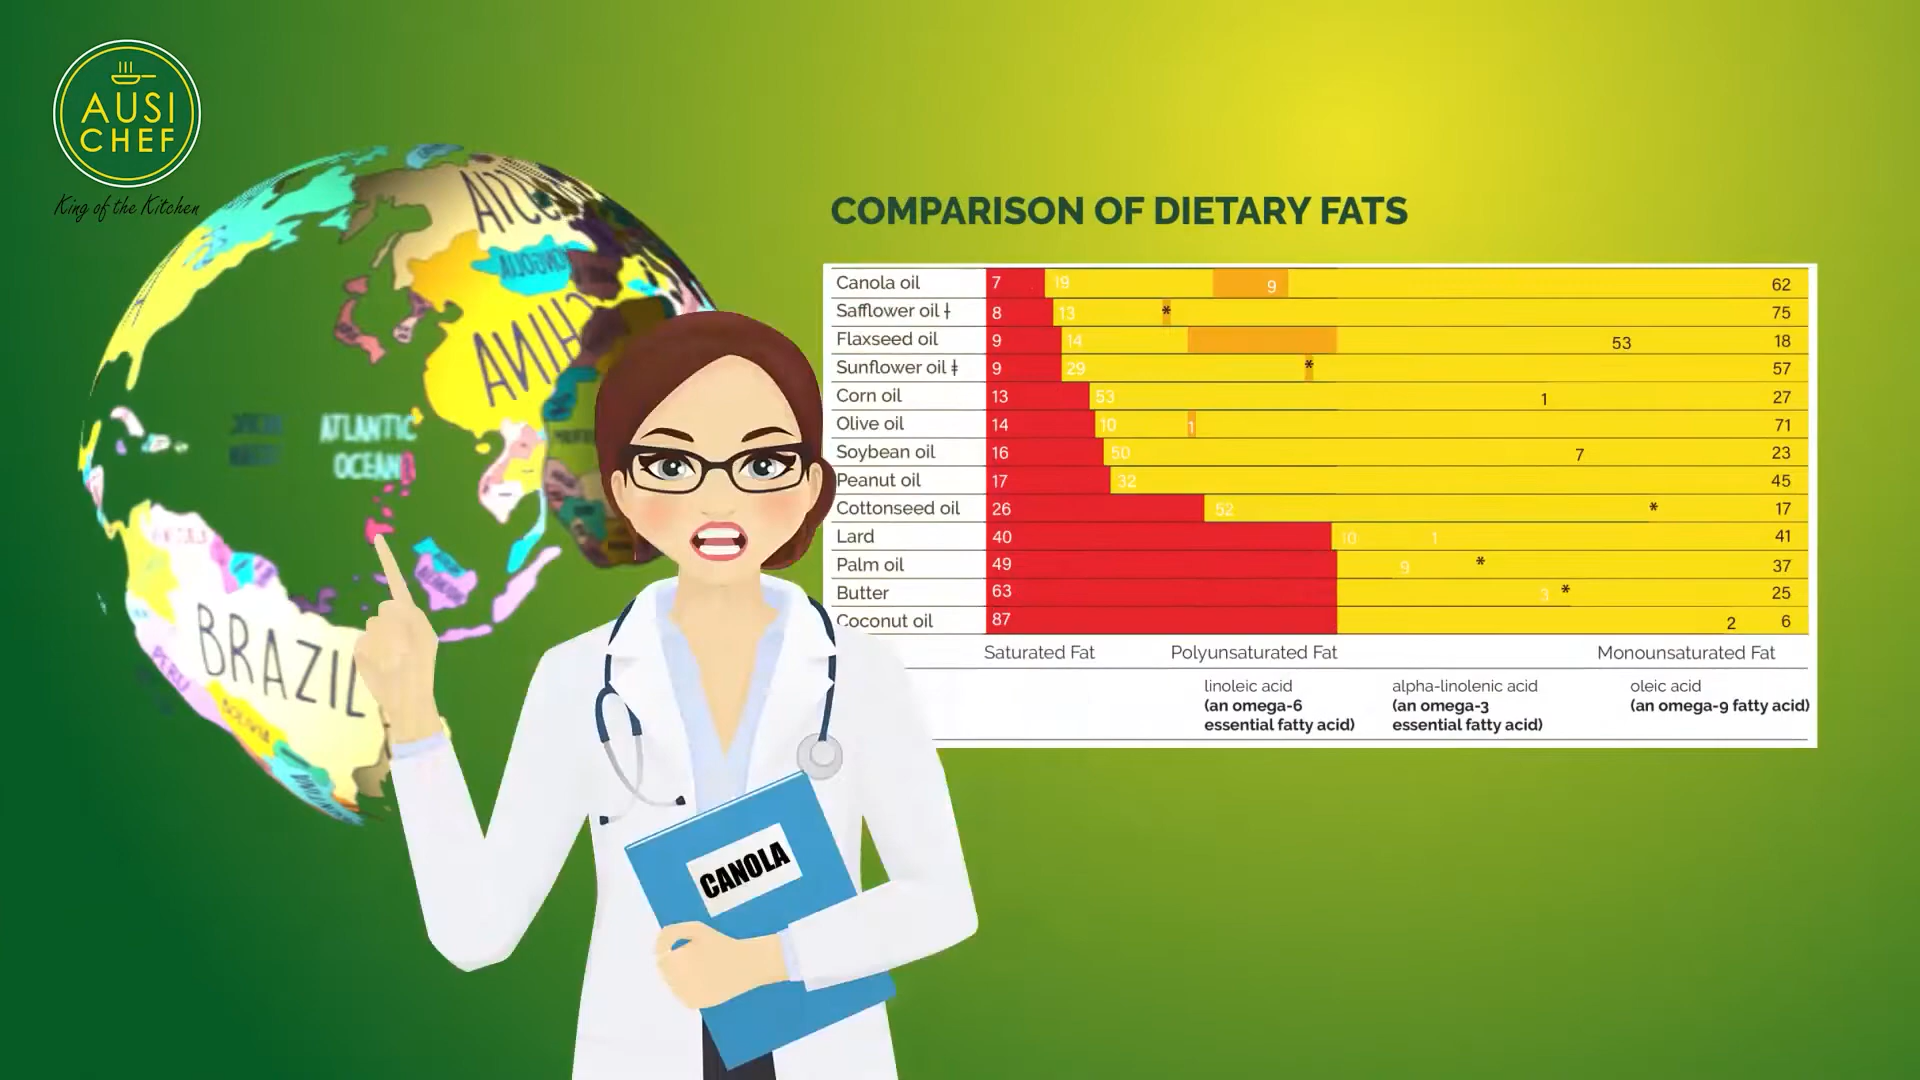 AUSI
CHEF
King of the Kitchen
COMPARISON OF DIETARY FATS
Canola oil 7 19 9 62
Safflower oil ƚ 8 13 * 75
Flaxseed oil 9 14 53 18
Sunflower oil ǂ 9 29 * 57
Corn oil 13 53 1 27
Olive oil 14 10 1 71
Soybean oil 16 50 7 23
Peanut oil 17 32 45
Cottonseed oil 26 52 * 17
Lard 40 10 1 41
Palm oil 49 9 * 37
Butter 63 3 * 25
Coconut oil 87 2 6
Saturated Fat Polyunsaturated Fat Monounsaturated Fat
linoleic acid alpha-linolenic acid oleic acid
(an omega-6 (an omega-3 (an omega-9 fatty acid)
essential fatty acid) essential fatty acid)
MONGOLIA
CHINA
ATLANTIC
OCEAN
BRAZIL
PERU
BOLIVIA
CANOLA